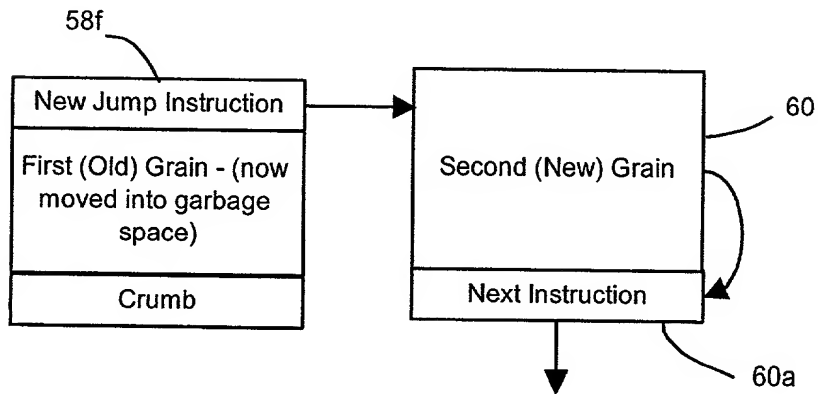 58f
New Jump Instruction
First (Old) Grain - (now
moved into garbage
space)
Crumb
Second (New) Grain
60
Next Instruction
60a